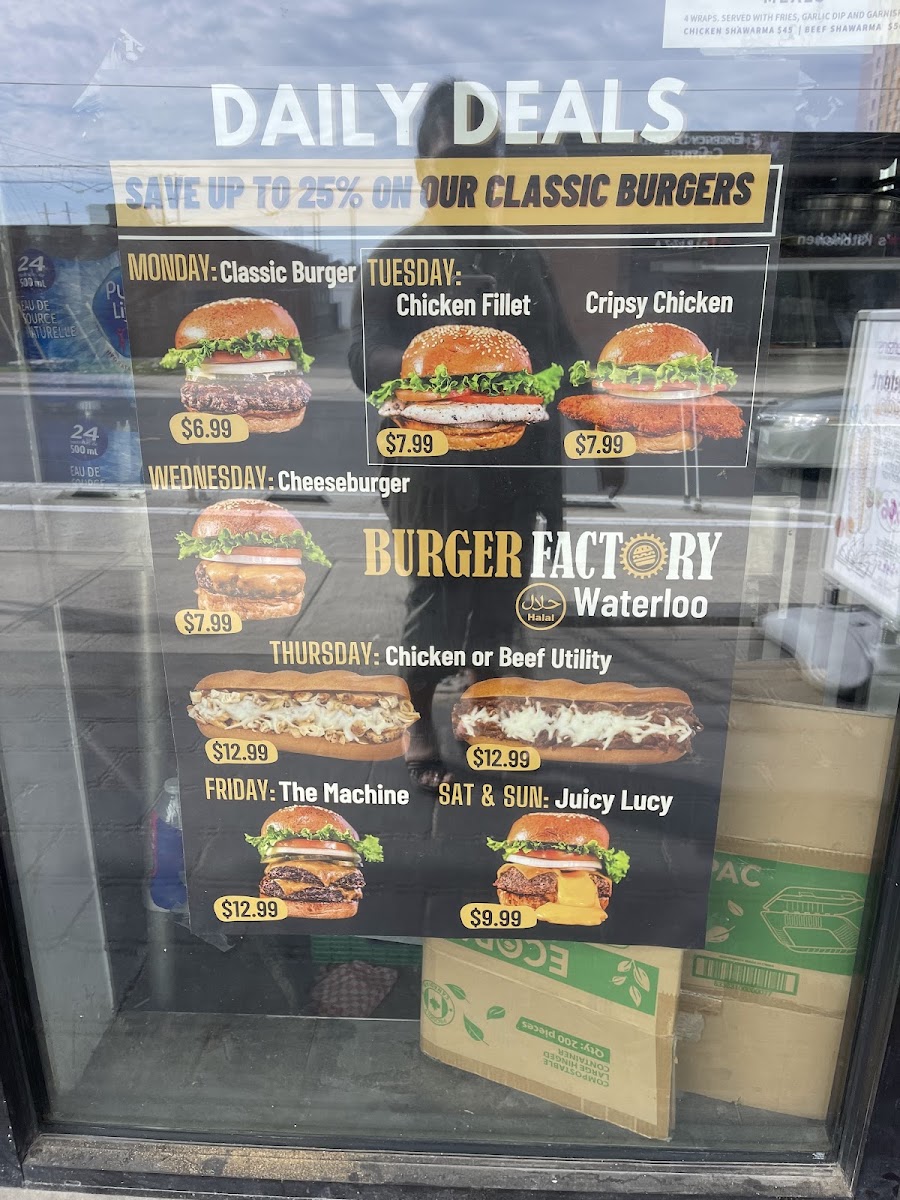 4 WRAPS. SERVED WITH FRIES, GARLIC DIP AND GARNISH
CHICKEN SHAWARMA $45 | BEEF SHAWARMA
DAILY DEALS
SAVE UP TO 25% ON OUR CLASSIC BURGERS
MONDAY: Classic Burger
$6.99
TUESDAY:
Chicken Fillet
Cripsy Chicken
$7.99
$7.99
WEDNESDAY: Cheeseburger
$7.99
BURGER FACTORY
حلال
Halal
Waterloo
THURSDAY: Chicken or Beef Utility
$12.99
$12.99
FRIDAY: The Machine
$12.99
SAT & SUN: Juicy Lucy
$9.99
24
500 mL
EAU DE
SOURCE
NATURELLE
24
500 mL
EAU DE
PAC
Qty: 200 pieces
COMPOSTABLE
LARGE HINGED
CONTAINER